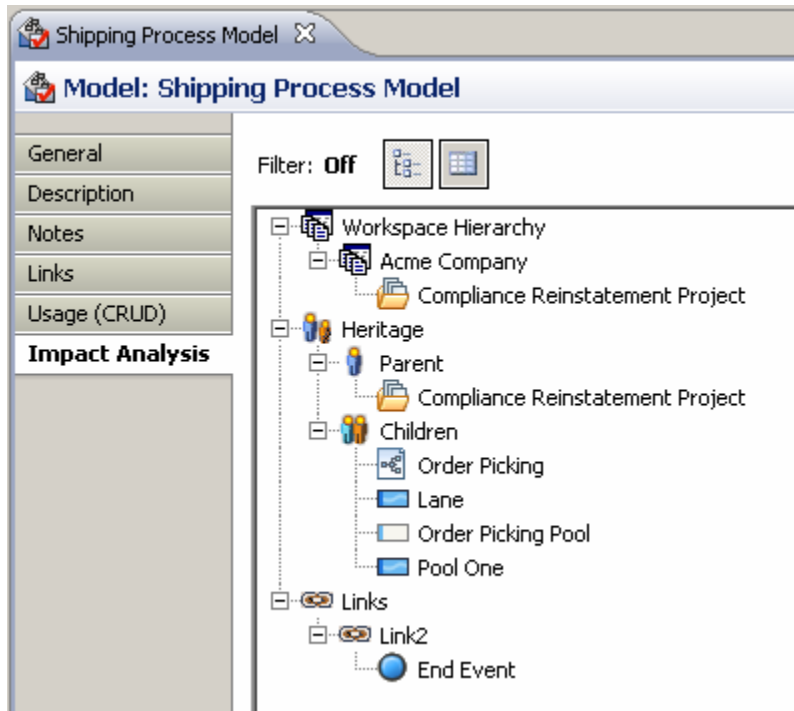 Shipping Process Model
Model: Shipping Process Model
General
Description
Notes
Links
Usage (CRUD)
Impact Analysis
Filter: Off
Workspace Hierarchy
Acme Company
Compliance Reinstatement Project
Heritage
Parent
Compliance Reinstatement Project
Children
Order Picking
Lane
Order Picking Pool
Pool One
Links
Link2
End Event